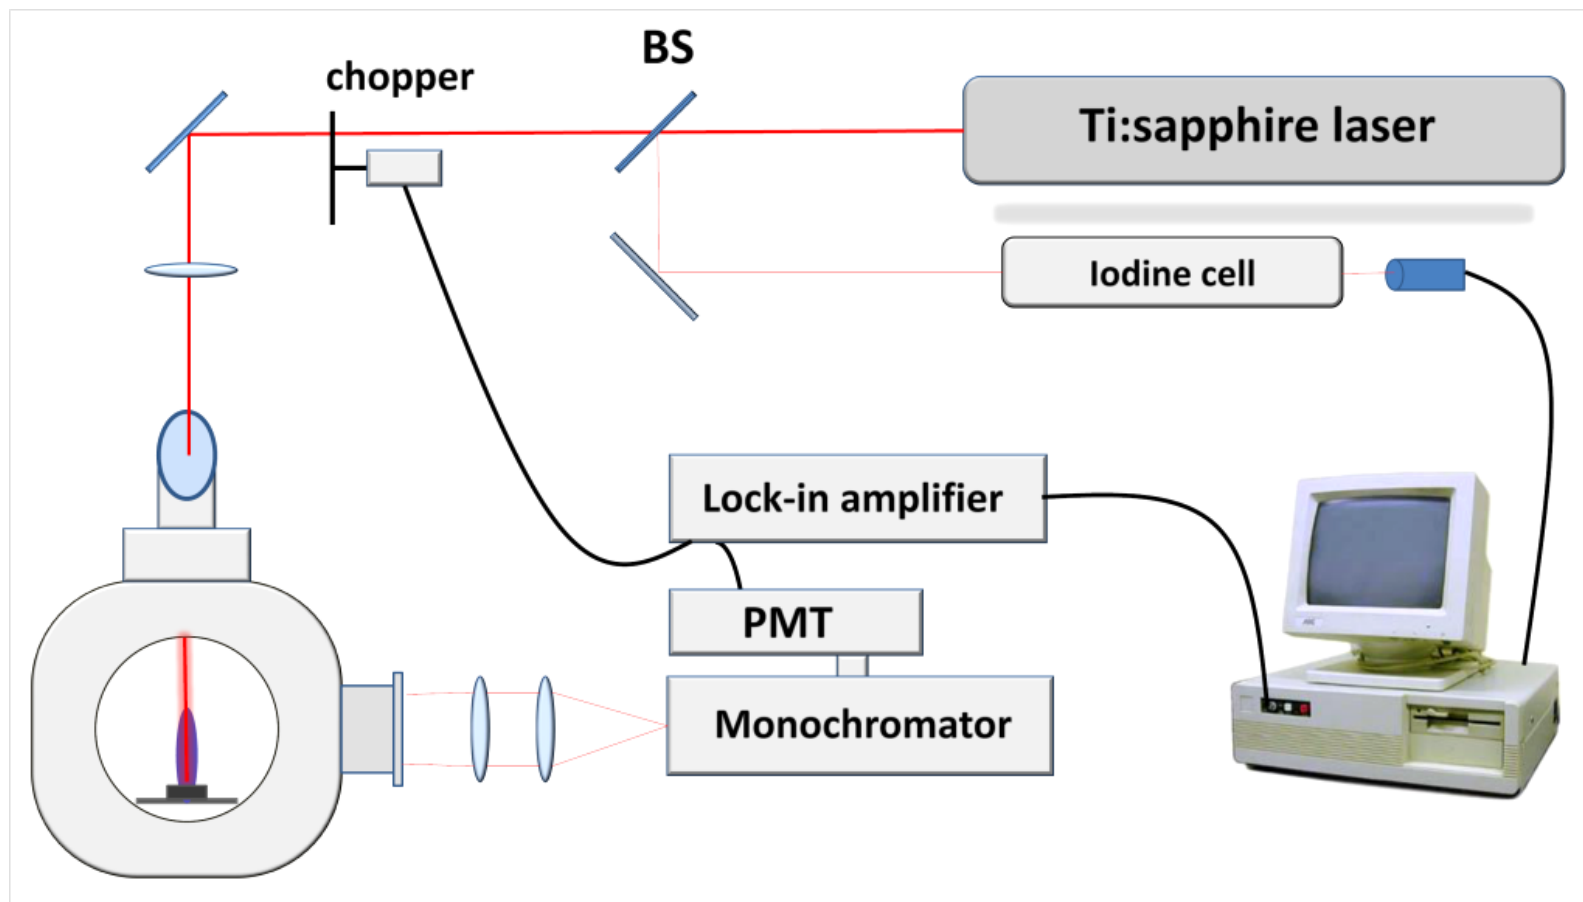 BS
chopper
Ti:sapphire laser
Iodine cell
Lock-in amplifier
PMT
Monochromator